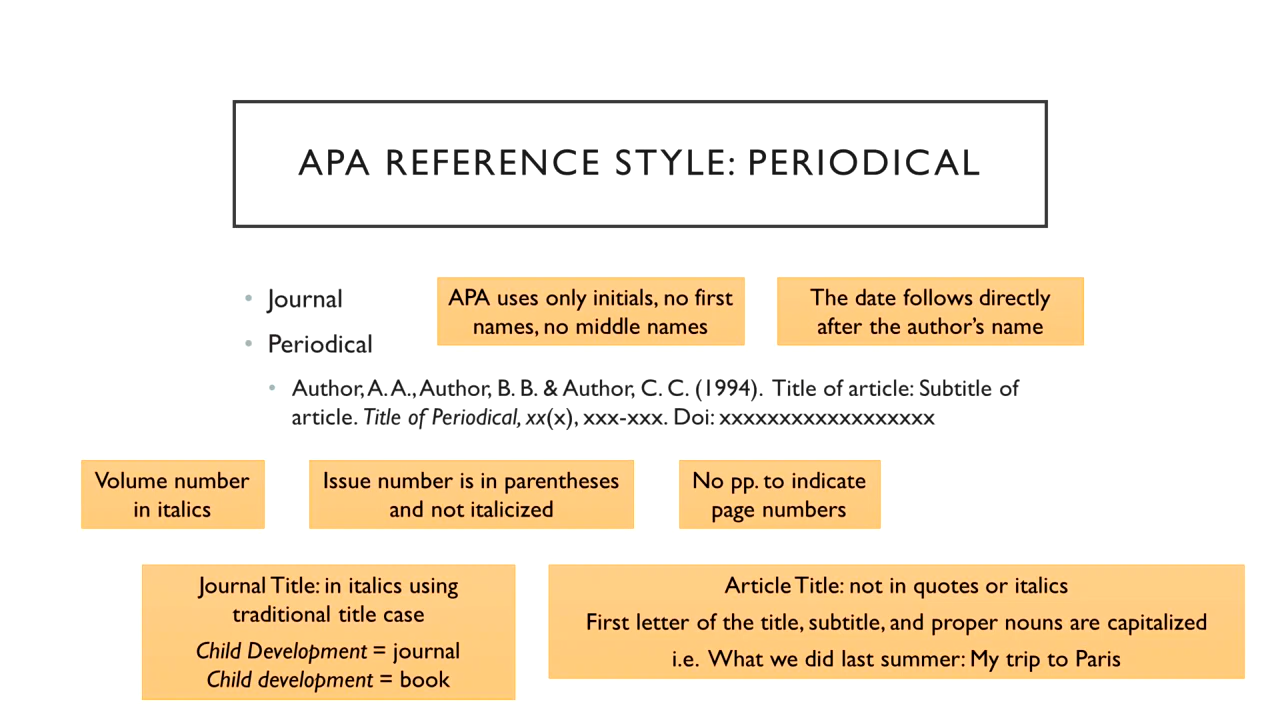 APA REFERENCE STYLE: PERIODICAL
• Journal
• Periodical
APA uses only initials, no first
names, no middle names
The date follows directly
after the author's name
• Author, A. A., Author, B. B. & Author, C. C. (1994). Title of article: Subtitle of
article. Title of Periodical, xx(x), xxx-xxx. Doi: xxxxxxxxxxxxxxxxxx
Volume number
in italics
Issue number is in parentheses
and not italicized
No pp. to indicate
page numbers
Journal Title: in italics using
traditional title case
Child Development = journal
Child development = book
Article Title: not in quotes or italics
First letter of the title, subtitle, and proper nouns are capitalized
i.e. What we did last summer: My trip to Paris